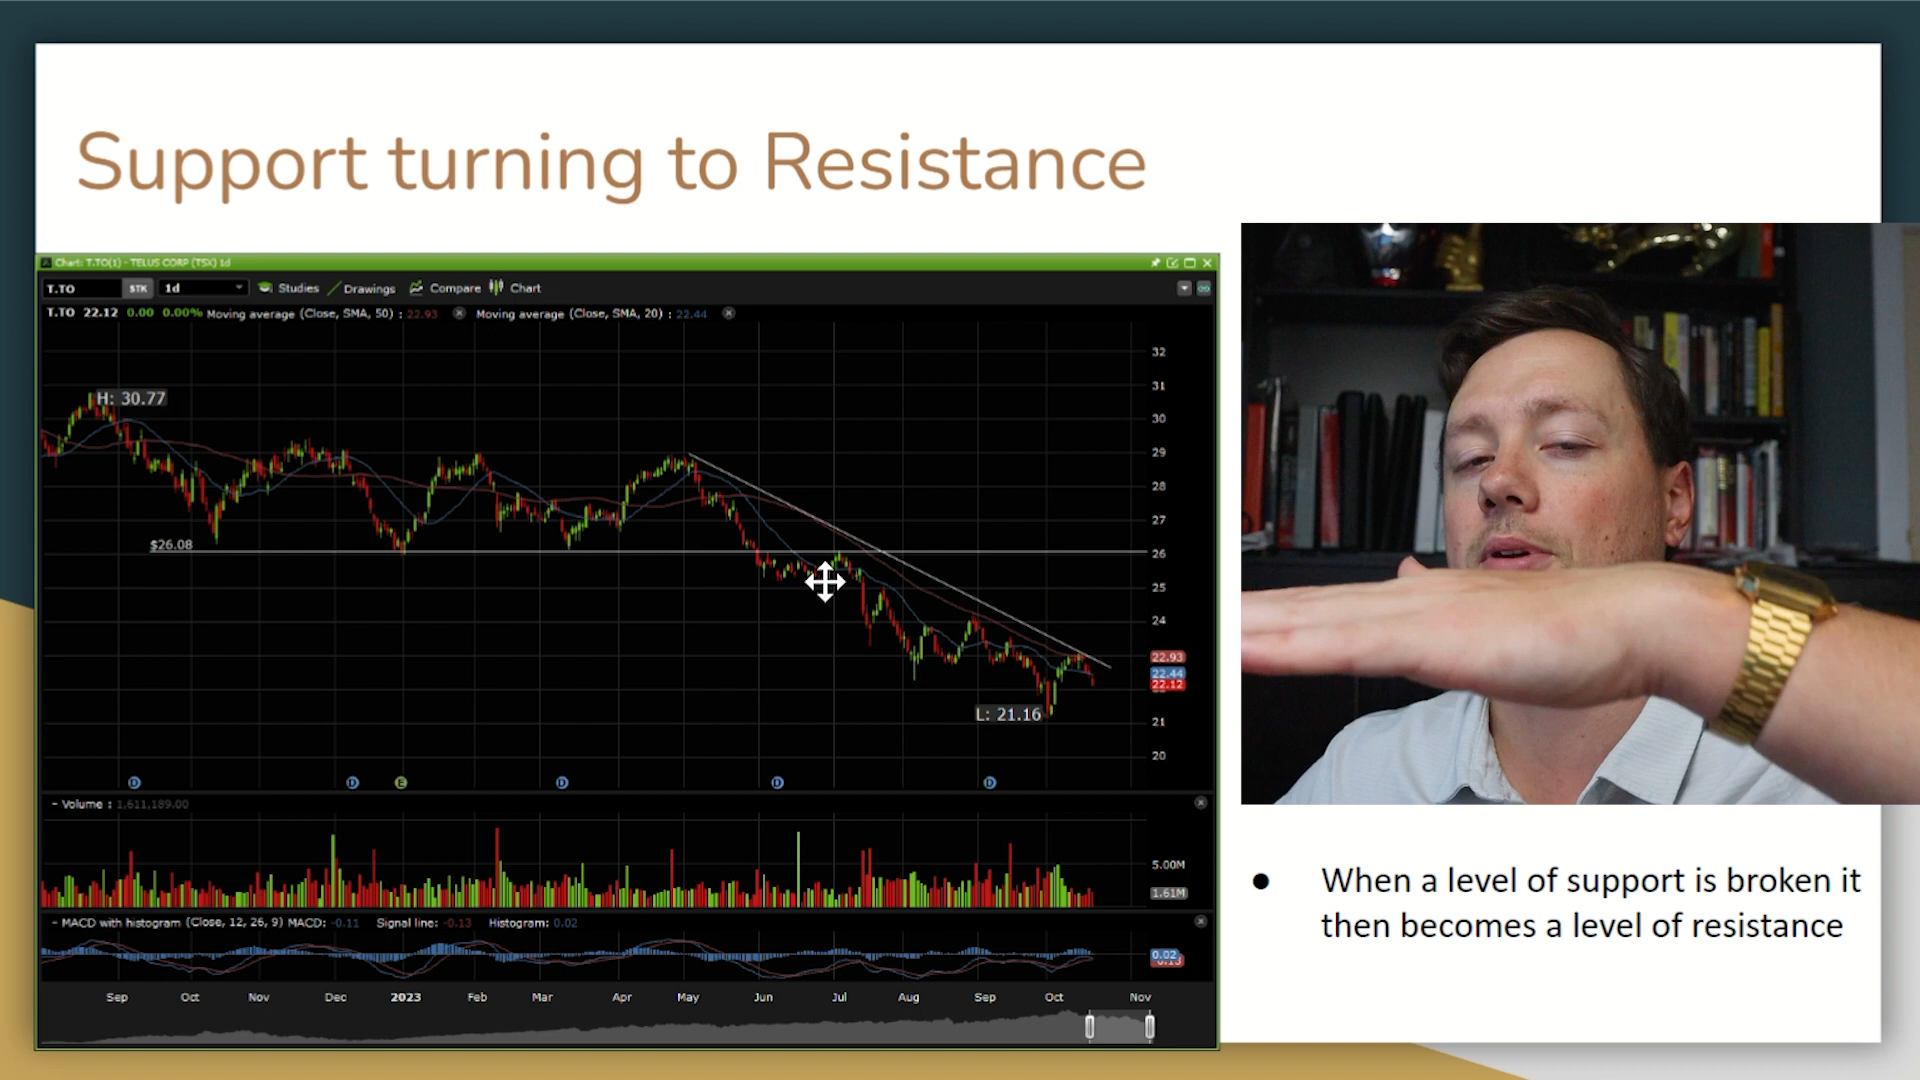 Support turning to Resistance
Chart: T.TO(1) - TELUS CORP (TSX) 1d
T.TO STK 1d Studies Drawings Compare Chart
T.TO 22.12 0.00 0.00% Moving average (Close, SMA, 50) : 22.93 Moving average (Close, SMA, 20) : 22.44
32
H: 30.77
31
30
29
28
27
$26.08
26
25
24
22.93
22.44
22.12
L: 21.16
21
20
D D E D D D
- Volume : 1,611,189.00
5.00M
1.61M
- MACD with histogram (Close, 12, 26, 9) MACD: -0.11 Signal line: -0.13 Histogram: 0.02
0.02
Sep Oct Nov Dec 2023 Feb Mar Apr May Jun Jul Aug Sep Oct Nov
● When a level of support is broken it
then becomes a level of resistance